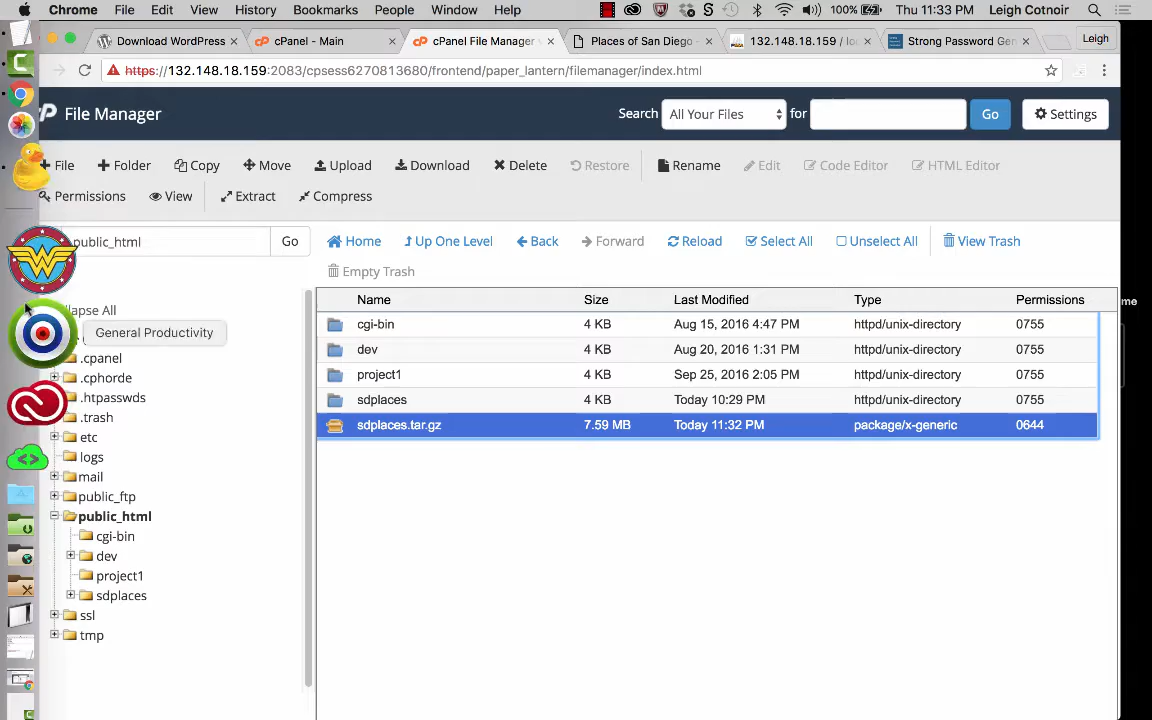 Chrome File Edit View History Bookmarks People Window Help 100% Thu 11:33 PM Leigh Cotnoir
Download WordPress cPanel - Main cPanel File Manager v Places of San Diego - 132.148.18.159 / lo Strong Password Gen Leigh
https://132.148.18.159:2083/cpsess6270813680/frontend/paper_lantern/filemanager/index.html
File Manager Search All Your Files for Go Settings
File Folder Copy Move Upload Download Delete Restore Rename Edit Code Editor HTML Editor
Permissions View Extract Compress
public_html Go Home Up One Level Back Forward Reload Select All Unselect All View Trash
Empty Trash
Name Size Last Modified Type Permissions
me
lapse All
General Productivity
.cpanel
.cphorde
.htpasswds
.trash
etc
logs
mail
public_ftp
public_html
cgi-bin
dev
project1
sdplaces
ssl
tmp
cgi-bin 4 KB Aug 15, 2016 4:47 PM httpd/unix-directory 0755
dev 4 KB Aug 20, 2016 1:31 PM httpd/unix-directory 0755
project1 4 KB Sep 25, 2016 2:05 PM httpd/unix-directory 0755
sdplaces 4 KB Today 10:29 PM httpd/unix-directory 0755
sdplaces.tar.gz 7.59 MB Today 11:32 PM package/x-generic 0644